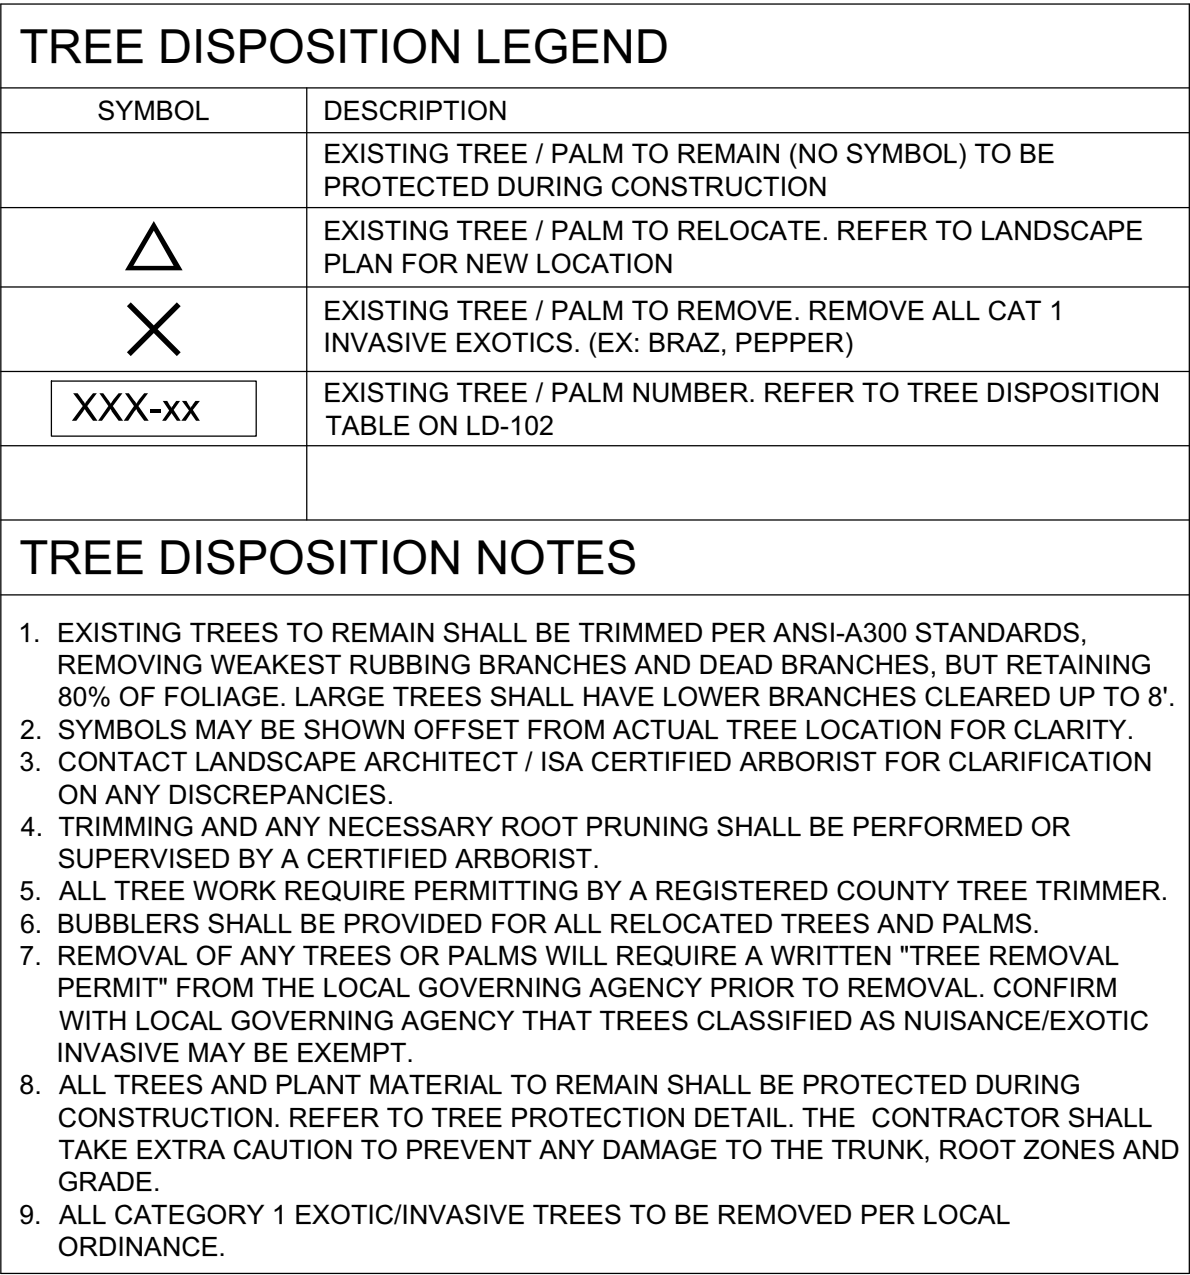 TREE DISPOSITION LEGEND
SYMBOL DESCRIPTION
EXISTING TREE / PALM TO REMAIN (NO SYMBOL) TO BE
PROTECTED DURING CONSTRUCTION
EXISTING TREE / PALM TO RELOCATE. REFER TO LANDSCAPE
PLAN FOR NEW LOCATION
EXISTING TREE / PALM TO REMOVE. REMOVE ALL CAT 1
INVASIVE EXOTICS. (EX: BRAZ, PEPPER)
XXX-xx
EXISTING TREE / PALM NUMBER. REFER TO TREE DISPOSITION
TABLE ON LD-102
TREE DISPOSITION NOTES
1. EXISTING TREES TO REMAIN SHALL BE TRIMMED PER ANSI-A300 STANDARDS,
REMOVING WEAKEST RUBBING BRANCHES AND DEAD BRANCHES, BUT RETAINING
80% OF FOLIAGE. LARGE TREES SHALL HAVE LOWER BRANCHES CLEARED UP TO 8'.
2. SYMBOLS MAY BE SHOWN OFFSET FROM ACTUAL TREE LOCATION FOR CLARITY.
3. CONTACT LANDSCAPE ARCHITECT / ISA CERTIFIED ARBORIST FOR CLARIFICATION
ON ANY DISCREPANCIES.
4. TRIMMING AND ANY NECESSARY ROOT PRUNING SHALL BE PERFORMED OR
SUPERVISED BY A CERTIFIED ARBORIST.
5. ALL TREE WORK REQUIRE PERMITTING BY A REGISTERED COUNTY TREE TRIMMER.
6. BUBBLERS SHALL BE PROVIDED FOR ALL RELOCATED TREES AND PALMS.
7. REMOVAL OF ANY TREES OR PALMS WILL REQUIRE A WRITTEN "TREE REMOVAL
PERMIT" FROM THE LOCAL GOVERNING AGENCY PRIOR TO REMOVAL. CONFIRM
WITH LOCAL GOVERNING AGENCY THAT TREES CLASSIFIED AS NUISANCE/EXOTIC
INVASIVE MAY BE EXEMPT.
8. ALL TREES AND PLANT MATERIAL TO REMAIN SHALL BE PROTECTED DURING
CONSTRUCTION. REFER TO TREE PROTECTION DETAIL. THE CONTRACTOR SHALL
TAKE EXTRA CAUTION TO PREVENT ANY DAMAGE TO THE TRUNK, ROOT ZONES AND
GRADE.
9. ALL CATEGORY 1 EXOTIC/INVASIVE TREES TO BE REMOVED PER LOCAL
ORDINANCE.